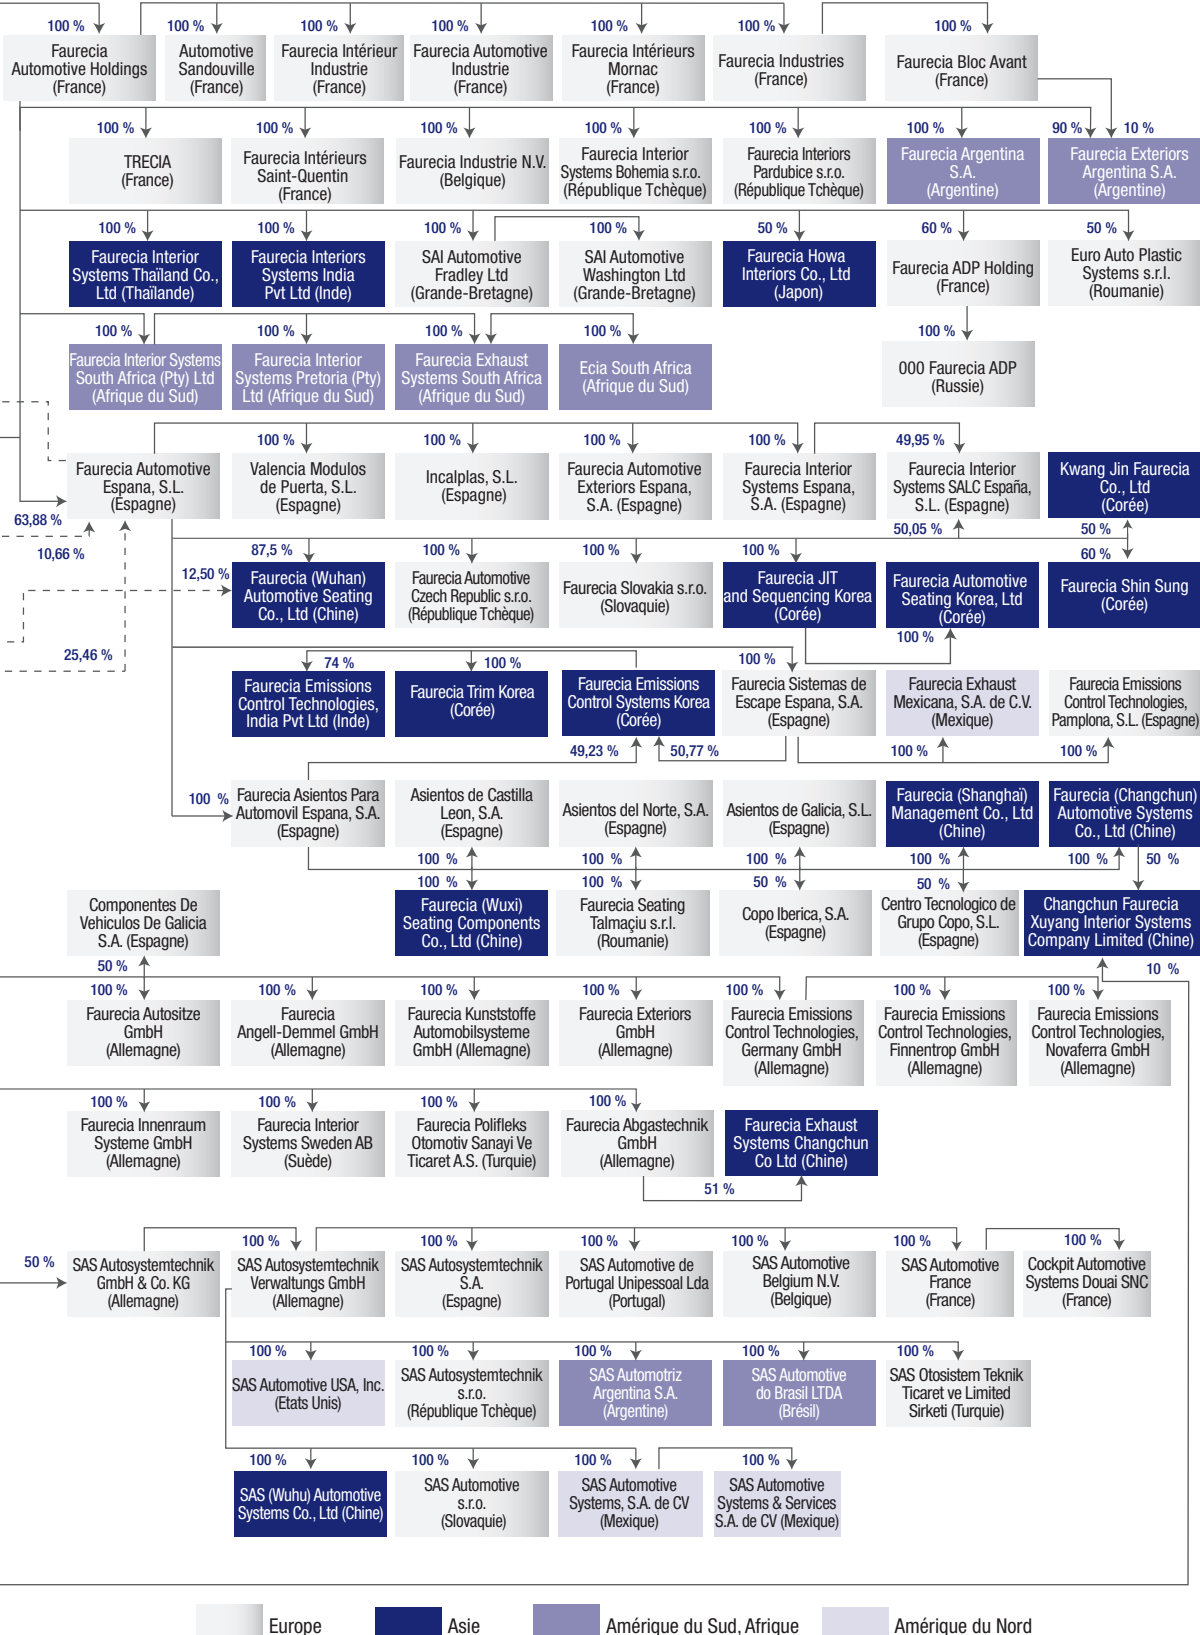 100 %
100 %
100 %
100 %
100 %
100 %
100 %
Faurecia
Automotive Holdings
(France)
Automotive
Sandouville
(France)
Faurecia Intérieur
Industrie
(France)
Faurecia Automotive
Industrie
(France)
Faurecia Intérieurs
Mornac
(France)
Faurecia Industries
(France)
Faurecia Bloc Avant
(France)
100 %
100 %
100 %
100 %
100 %
100 %
90 %
10 %
TRECIA
(France)
Faurecia Intérieurs
Saint-Quentin
(France)
Faurecia Industrie N.V.
(Belgique)
Faurecia Interior
Systems Bohemia s.r.o.
(République Tchèque)
Faurecia Interiors
Pardubice s.r.o.
(République Tchèque)
Faurecia Argentina
S.A.
(Argentine)
Faurecia Exteriors
Argentina S.A.
(Argentine)
100 %
100 %
100 %
100 %
50 %
60 %
50 %
Faurecia Interior
Systems Thaïland Co.,
Ltd (Thaïlande)
Faurecia Interiors
Systems India
Pvt Ltd (Inde)
SAI Automotive
Fradley Ltd
(Grande-Bretagne)
SAI Automotive
Washington Ltd
(Grande-Bretagne)
Faurecia Howa
Interiors Co., Ltd
(Japon)
Faurecia ADP Holding
(France)
Euro Auto Plastic
Systems s.r.l.
(Roumanie)
100 %
100 %
100 %
100 %
100 %
Faurecia Interior Systems
South Africa (Pty) Ltd
(Afrique du Sud)
Faurecia Interior
Systems Pretoria (Pty)
Ltd (Afrique du Sud)
Faurecia Exhaust
Systems South Africa
(Afrique du Sud)
Ecia South Africa
(Afrique du Sud)
000 Faurecia ADP
(Russie)
100 %
100 %
100 %
100 %
49,95 %
Faurecia Automotive
Espana, S.L.
(Espagne)
Valencia Modulos
de Puerta, S.L.
(Espagne)
Incalplas, S.L.
(Espagne)
Faurecia Automotive
Exteriors Espana,
S.A. (Espagne)
Faurecia Interior
Systems Espana,
S.A. (Espagne)
Faurecia Interior
Systems SALC España,
S.L. (Espagne)
Kwang Jin Faurecia
Co., Ltd
(Corée)
63,88 %
10,66 %
50,05 %
50 %
87,5 %
100 %
100 %
100 %
60 %
12,50 %
Faurecia (Wuhan)
Automotive Seating
Co., Ltd (Chine)
Faurecia Automotive
Czech Republic s.r.o.
(République Tchèque)
Faurecia Slovakia s.r.o.
(Slovaquie)
Faurecia JIT
and Sequencing Korea
(Corée)
Faurecia Automotive
Seating Korea, Ltd
(Corée)
Faurecia Shin Sung
(Corée)
100 %
25,46 %
74 %
100 %
100 %
Faurecia Emissions
Control Technologies,
India Pvt Ltd (Inde)
Faurecia Trim Korea
(Corée)
Faurecia Emissions
Control Systems Korea
(Corée)
Faurecia Sistemas de
Escape Espana, S.A.
(Espagne)
Faurecia Exhaust
Mexicana, S.A. de C.V.
(Mexique)
Faurecia Emissions
Control Technologies,
Pamplona, S.L. (Espagne)
49,23 %
50,77 %
100 %
100 %
100 %
Faurecia Asientos Para
Automovil Espana, S.A.
(Espagne)
Asientos de Castilla
Leon, S.A.
(Espagne)
Asientos del Norte, S.A.
(Espagne)
Asientos de Galicia, S.L.
(Espagne)
Faurecia (Shanghaï)
Management Co., Ltd
(Chine)
Faurecia (Changchun)
Automotive Systems
Co., Ltd (Chine)
100 %
100 %
100 %
100 %
100 %
50 %
100 %
100 %
50 %
50 %
Componentes De
Vehiculos De Galicia
S.A. (Espagne)
Faurecia (Wuxi)
Seating Components
Co., Ltd (Chine)
Faurecia Seating
Talmaçiu s.r.l.
(Roumanie)
Copo Iberica, S.A.
(Espagne)
Centro Tecnologico de
Grupo Copo, S.L.
(Espagne)
Changchun Faurecia
Xuyang Interior Systems
Company Limited (Chine)
50 %
10 %
100 %
100 %
100 %
100 %
100 %
100 %
100 %
Faurecia Autositze
GmbH
(Allemagne)
Faurecia
Angell-Demmel GmbH
(Allemagne)
Faurecia Kunststoffe
Automobilsysteme
GmbH (Allemagne)
Faurecia Exteriors
GmbH
(Allemagne)
Faurecia Emissions
Control Technologies,
Germany GmbH
(Allemagne)
Faurecia Emissions
Control Technologies,
Finnentrop GmbH
(Allemagne)
Faurecia Emissions
Control Technologies,
Novaferra GmbH
(Allemagne)
100 %
100 %
100 %
100 %
Faurecia Innenraum
Systeme GmbH
(Allemagne)
Faurecia Interior
Systems Sweden AB
(Suède)
Faurecia Polifleks
Otomotiv Sanayi Ve
Ticaret A.S. (Turquie)
Faurecia Abgastechnik
GmbH
(Allemagne)
Faurecia Exhaust
Systems Changchun
Co Ltd (Chine)
51 %
50 %
100 %
100 %
100 %
100 %
100 %
100 %
SAS Autosystemtechnik
GmbH & Co. KG
(Allemagne)
SAS Autosystemtechnik
Verwaltungs GmbH
(Allemagne)
SAS Autosystemtechnik
S.A.
(Espagne)
SAS Automotive de
Portugal Unipessoal Lda
(Portugal)
SAS Automotive
Belgium N.V.
(Belgique)
SAS Automotive
France
(France)
Cockpit Automotive
Systems Douai SNC
(France)
100 %
100 %
100 %
100 %
100 %
SAS Automotive USA, Inc.
(Etats Unis)
SAS Autosystemtechnik
s.r.o.
(République Tchèque)
SAS Automotriz
Argentina S.A.
(Argentine)
SAS Automotive
do Brasil LTDA
(Brésil)
SAS Otosistem Teknik
Ticaret ve Limited
Sirketi (Turquie)
100 %
100 %
100 %
100 %
SAS (Wuhu) Automotive
Systems Co., Ltd (Chine)
SAS Automotive
s.r.o.
(Slovaquie)
SAS Automotive
Systems, S.A. de CV
(Mexique)
SAS Automotive
Systems & Services
S.A. de CV (Mexique)
Europe
Asie
Amérique du Sud, Afrique
Amérique du Nord